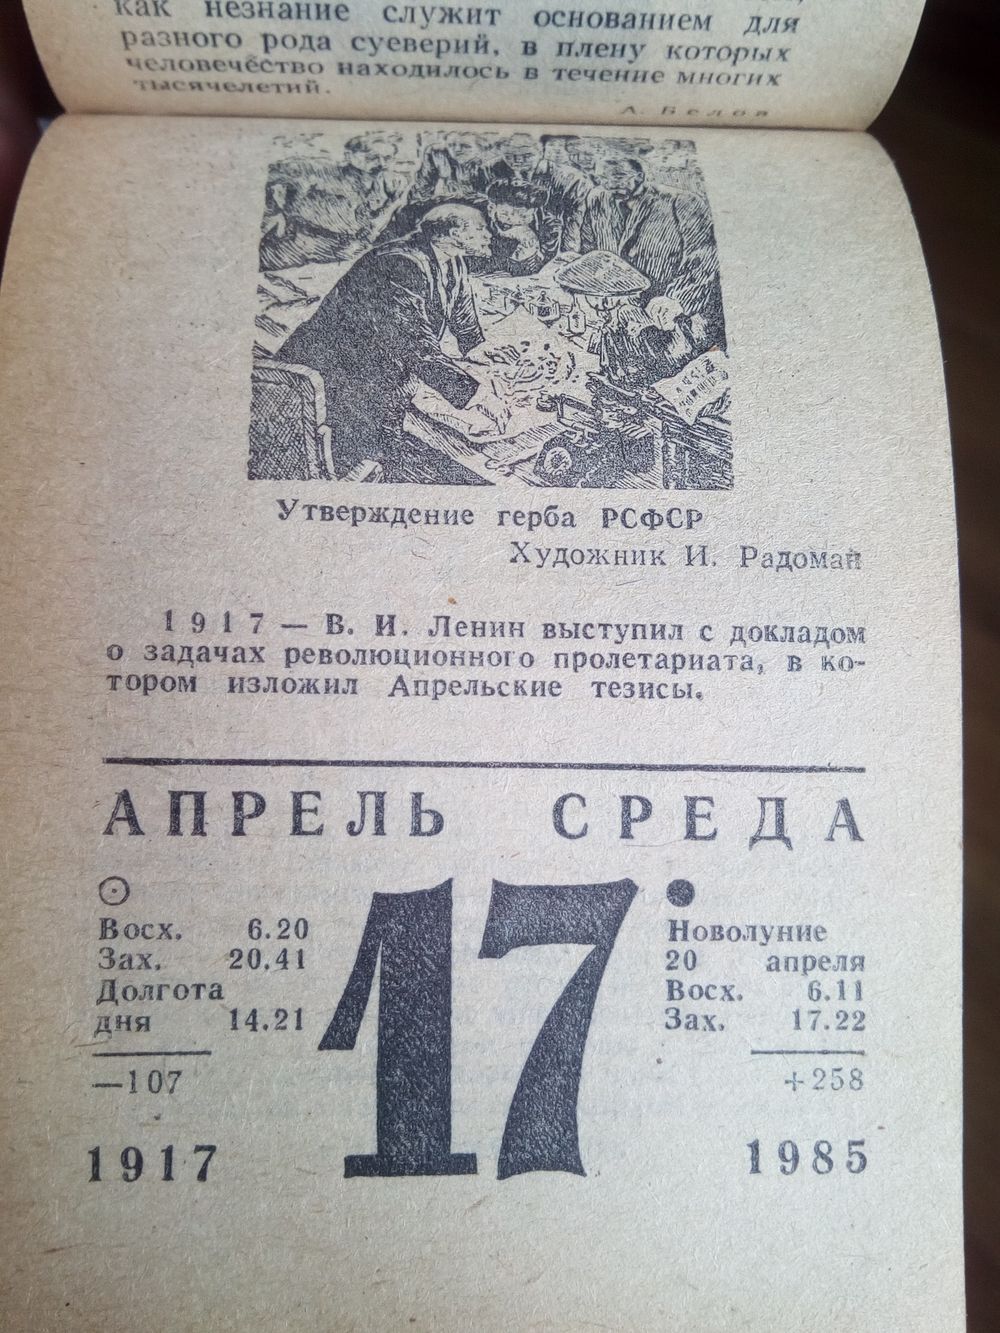 как незнание служит основанием для
разного рода суеверий, в плену которых
человечество находилось в течение многих
тысячелетий.
А. Белов
Утверждение герба РСФСР
Художник И. Радоман
1917 — В. И. Ленин выступил с докладом
о задачах революционного пролетариата, в ко-
тором изложил Апрельские тезисы.
АПРЕЛЬ СРЕДА
17
Восх. 6.20
Зах. 20.41
Долгота
дня 14.21
—107
1917
Новолуние
20 апреля
Восх. 6.11
Зах. 17.22
+258
1985